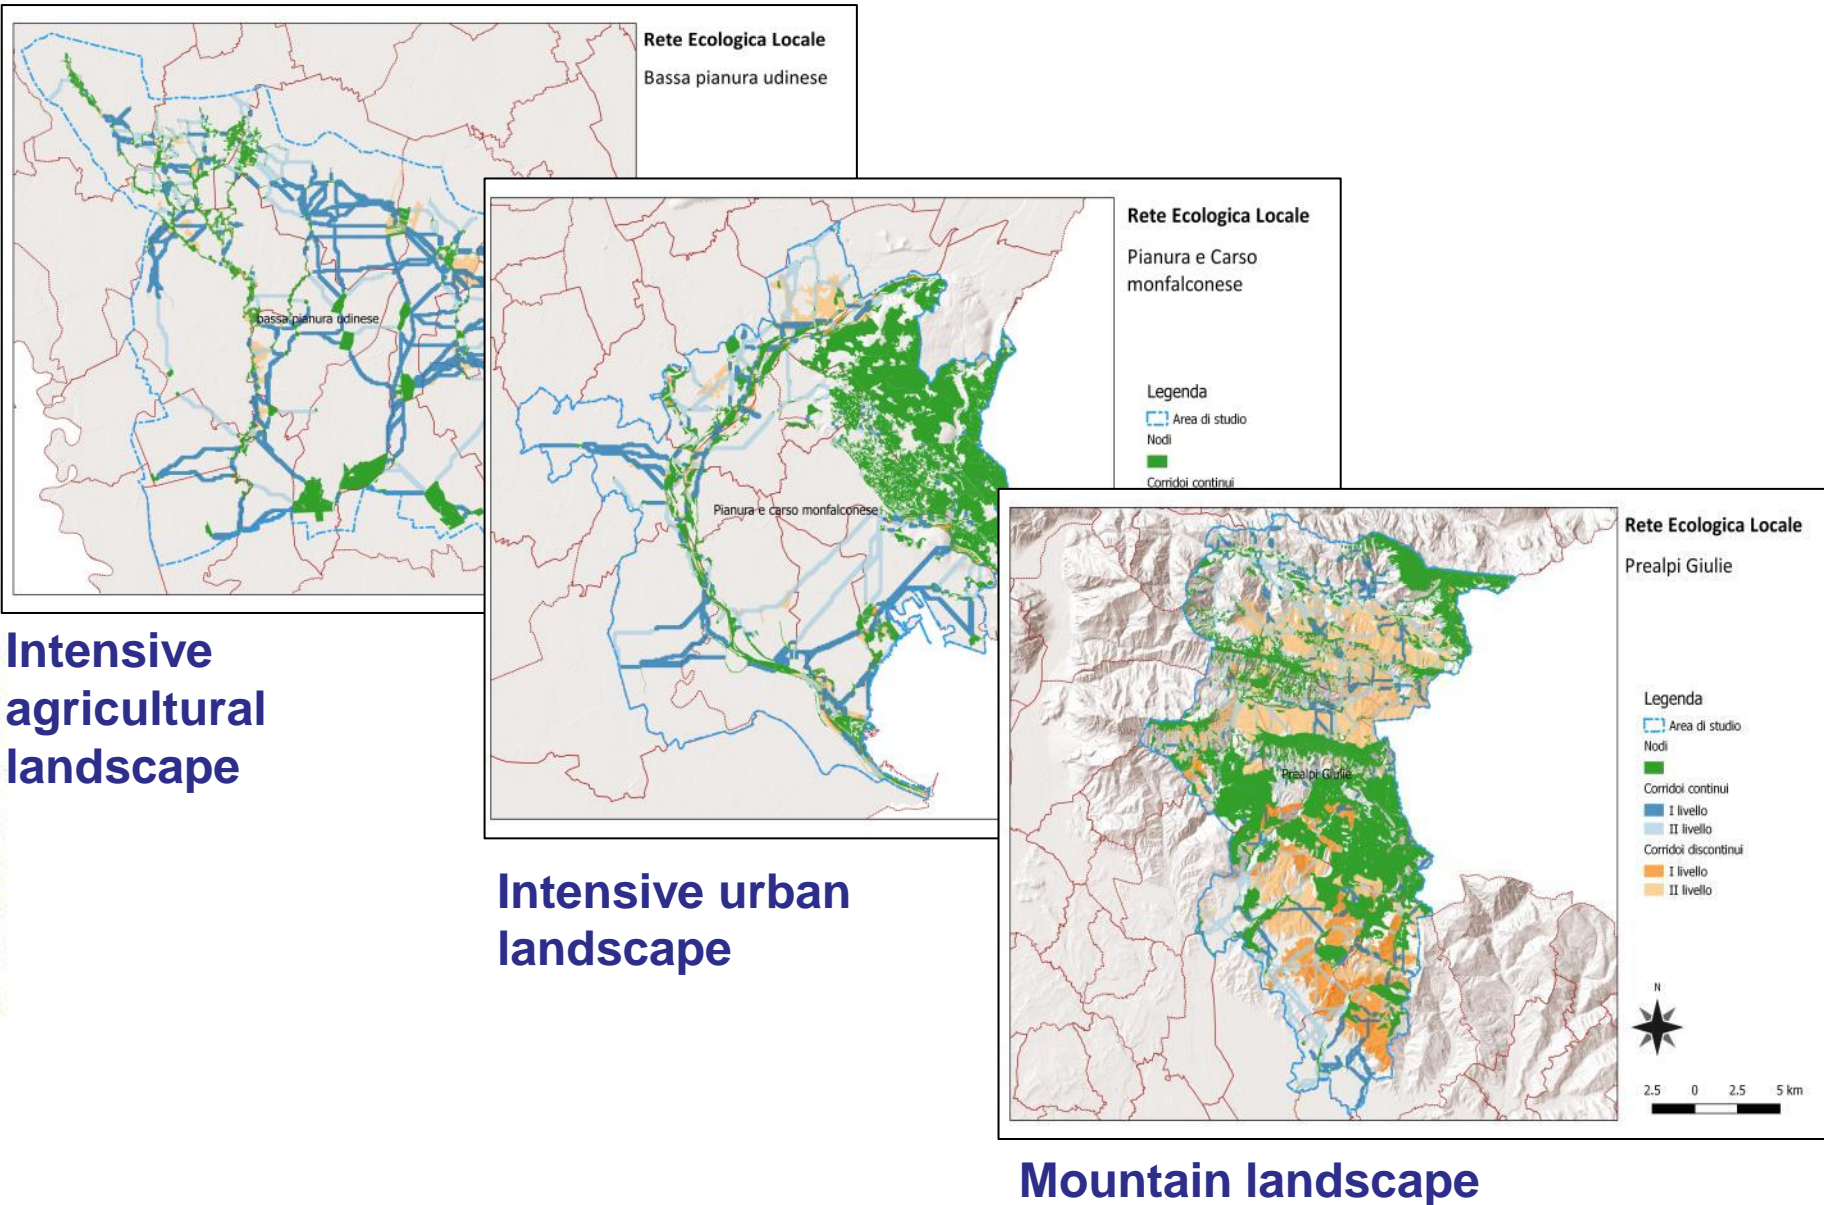 Rete Ecologica Locale
Bassa pianura udinese
bassa pianura udinese
Intensive
agricultural
landscape
Rete Ecologica Locale
Pianura e Carso
monfalconese
Legenda
Area di studio
Nodi
Corridoi continui
Pianura e carso monfalconese
Intensive urban
landscape
Rete Ecologica Locale
Prealpi Giulie
Prealpi Giulie
Legenda
Area di studio
Nodi
Corridoi continui
I livello
II livello
Corridoi discontinui
I livello
II livello
N
2.5 0 2.5 5 km
Mountain landscape